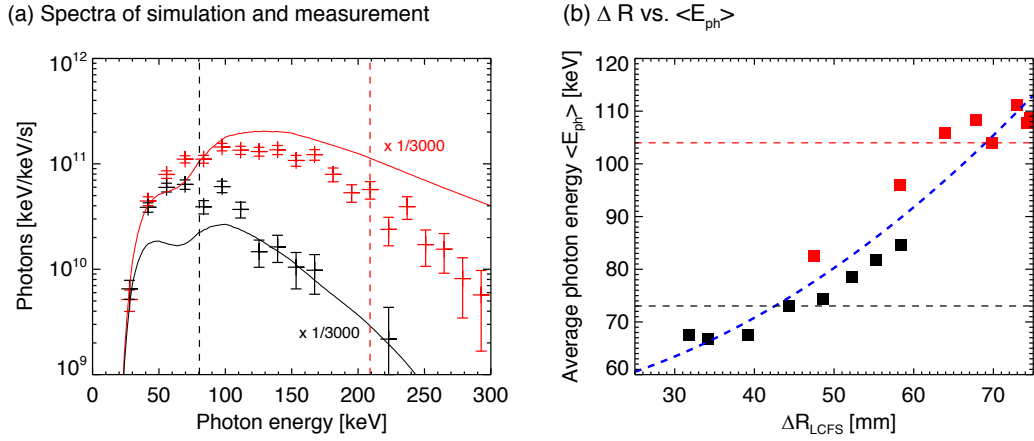 (a) Spectra of simulation and measurement
(b) Δ R vs. <E_ph>
Photons [keV/keV/s]
10^12
10^11
10^10
10^9
x 1/3000
x 1/3000
0 50 100 150 200 250 300
Photon energy [keV]
Average photon energy <E_ph> [keV]
120
110
100
90
80
70
60
30 40 50 60 70
ΔR_LCFS [mm]